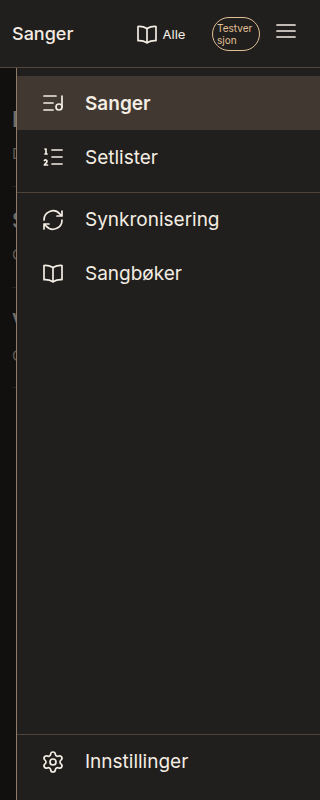 Sanger
Alle
Testver
sjon
Sanger
Setlister
Synkronisering
Sangbøker
Innstillinger